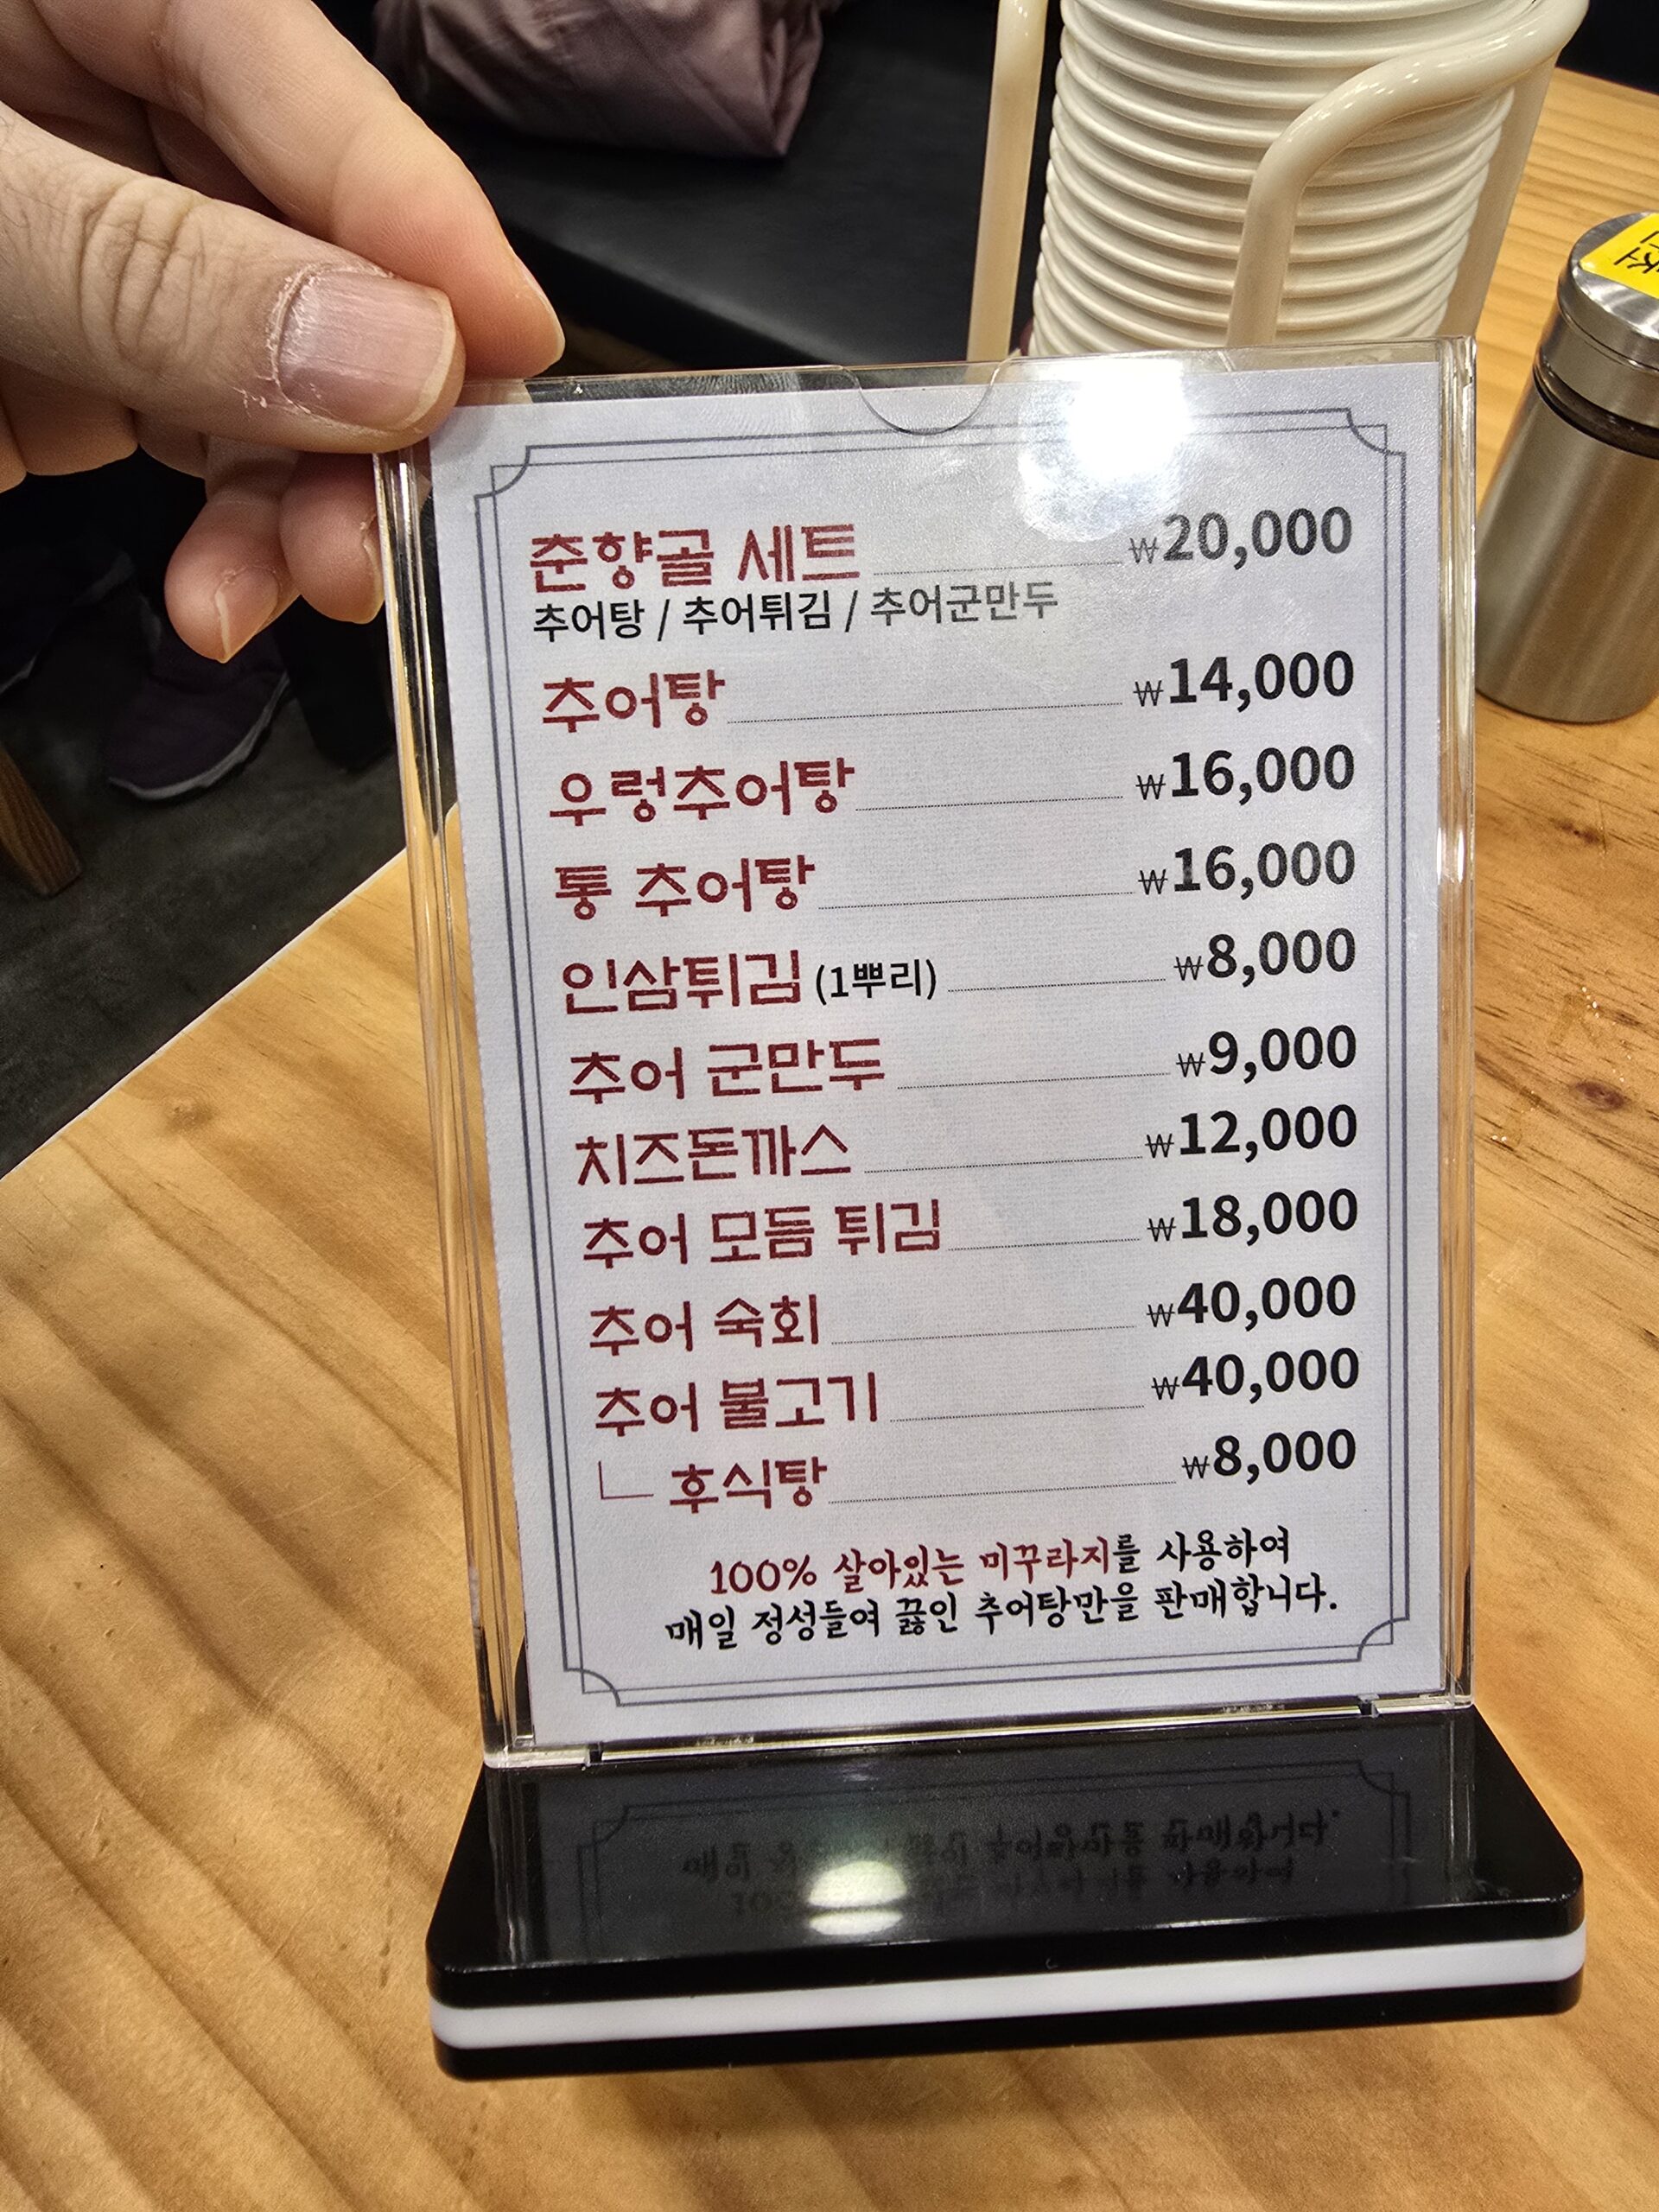 춘향골 세트 ₩20,000
추어탕 / 추어튀김 / 추어군만두
추어탕 ₩14,000
우렁추어탕 ₩16,000
통 추어탕 ₩16,000
인삼튀김 (1뿌리) ₩8,000
추어 군만두 ₩9,000
치즈돈까스 ₩12,000
추어 모듬 튀김 ₩18,000
추어 숙회 ₩40,000
추어 불고기 ₩40,000
후식탕 ₩8,000
100% 살아있는 미꾸라지를 사용하여
매일 정성들여 끓인 추어탕만을 판매합니다.